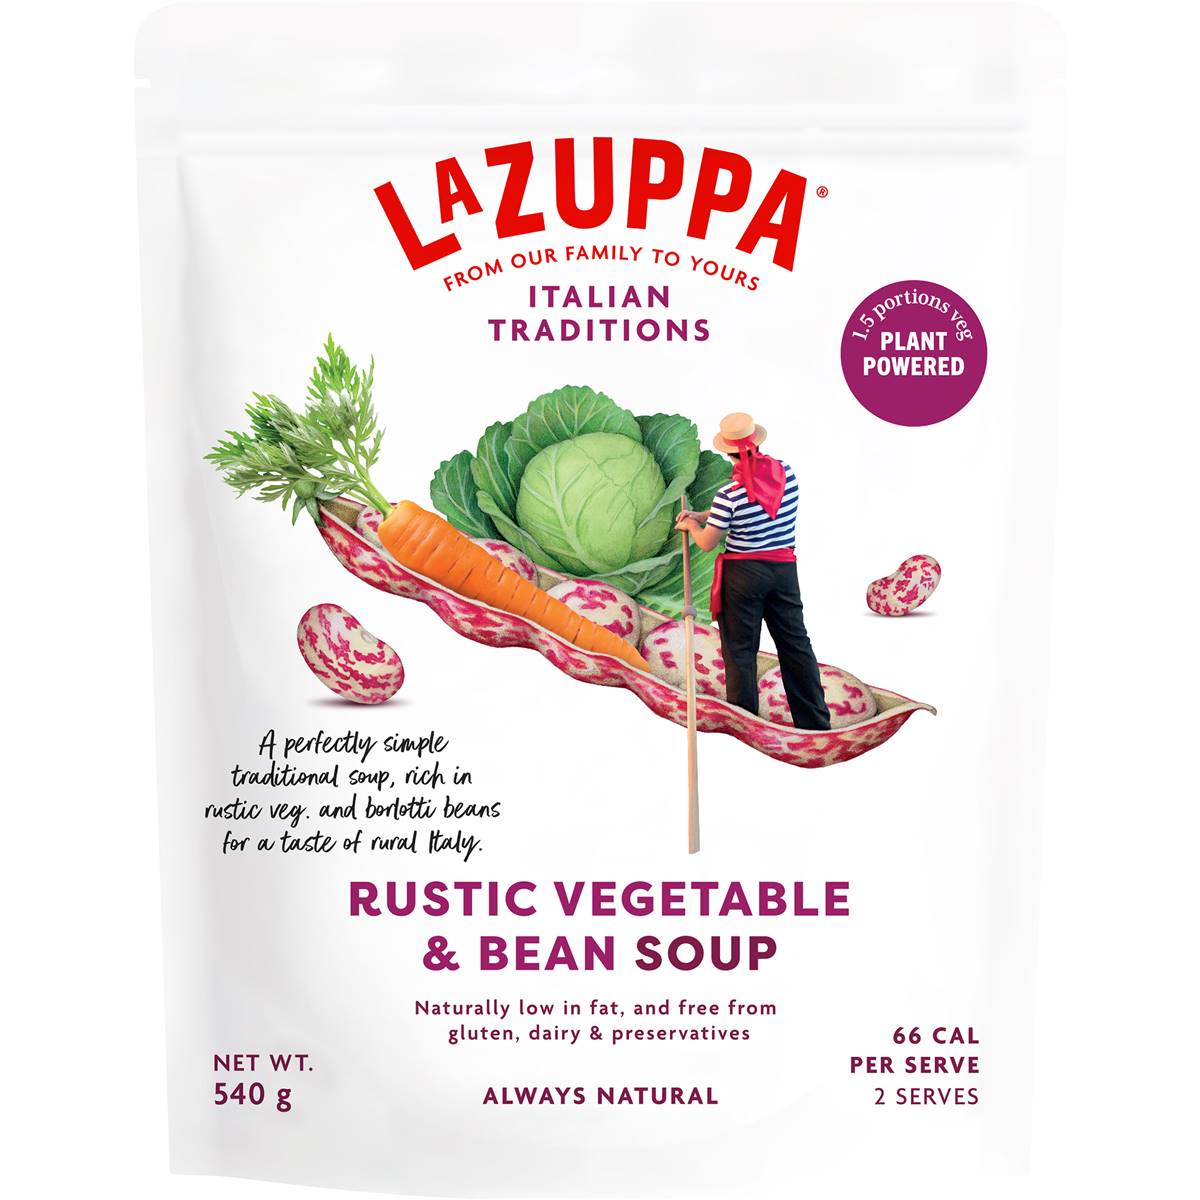 LAZUPPA®
FROM OUR FAMILY TO YOURS
ITALIAN
TRADITIONS
1.5 portions veg
PLANT
POWERED
A perfectly simple
traditional soup, rich in
rustic veg. and borlotti beans
for a taste of rural Italy.
RUSTIC VEGETABLE
& BEAN SOUP
Naturally low in fat, and free from
gluten, dairy & preservatives
NET WT.
540 g
ALWAYS NATURAL
66 CAL
PER SERVE
2 SERVES